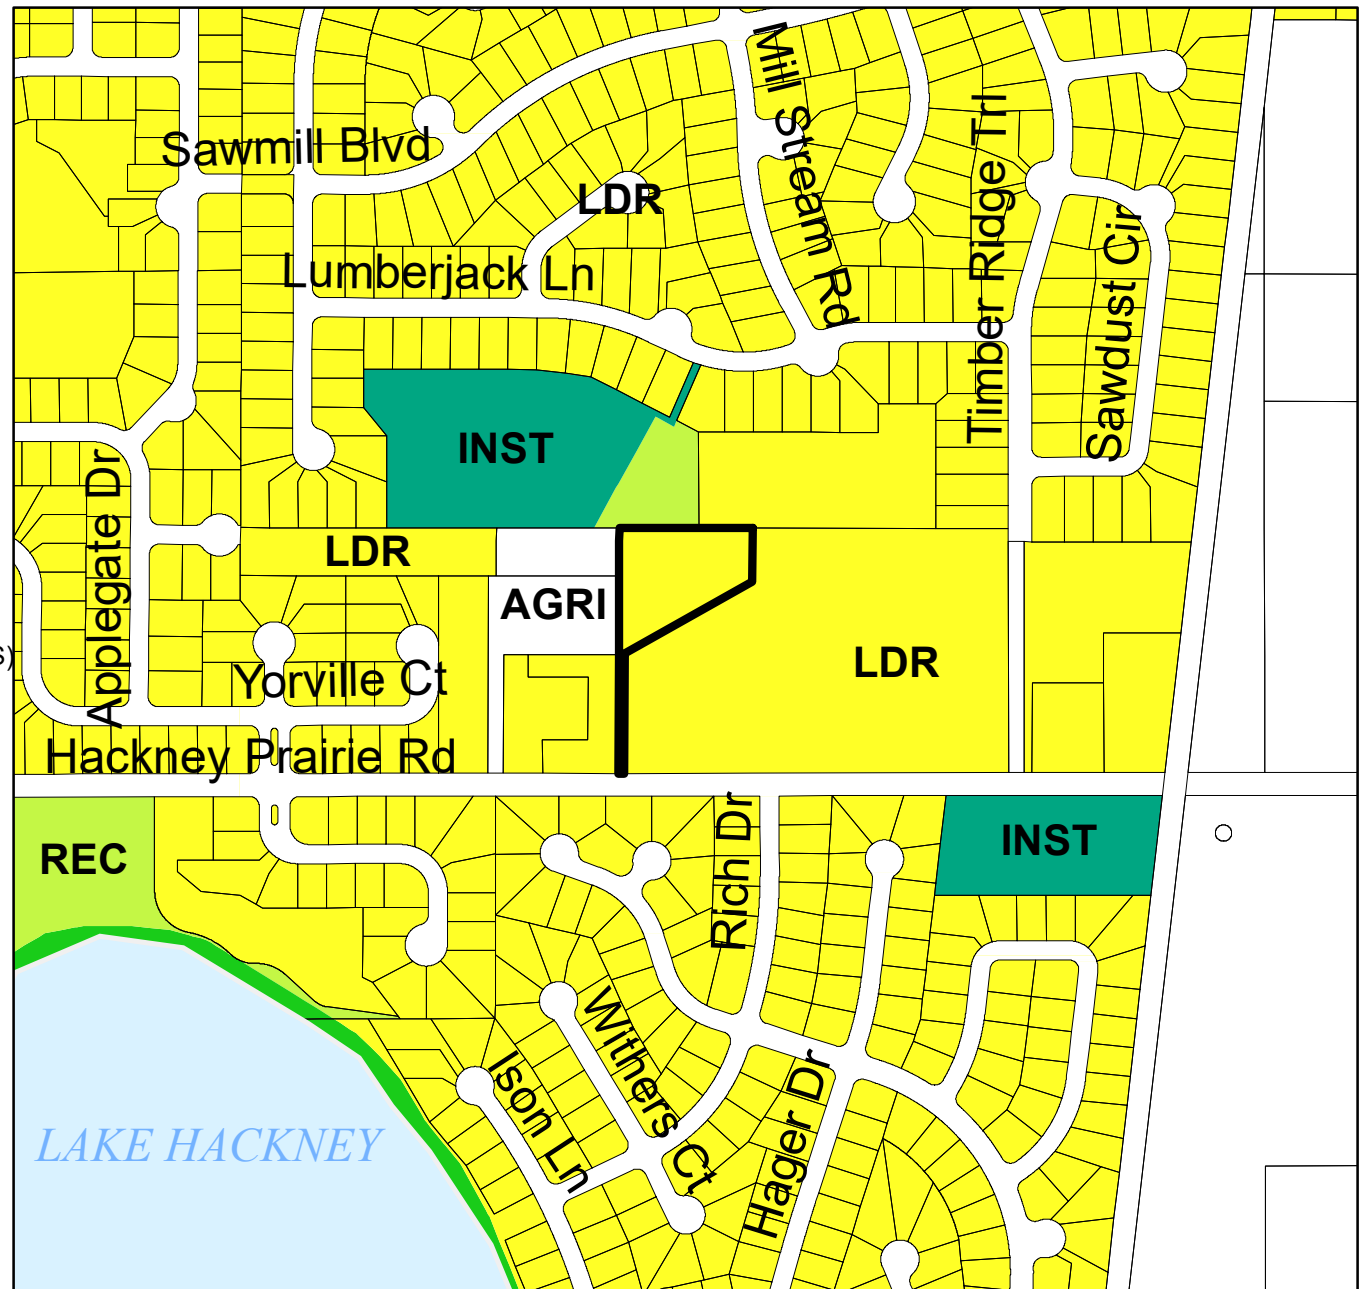 Mill Stream Rd
Sawmill Blvd
Timber Ridge Trl
LDR
Sawdust Cir
Lumberjack Ln
INST
Applegate Dr
LDR
AGRI
S)
LDR
Yorville Ct
Hackney Prairie Rd
Rich Dr
INST
REC
Withers Ct
Ison Ln
Hager Dr
LAKE HACKNEY